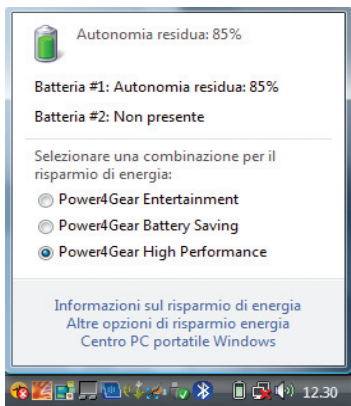 Autonomia residua: 85%
Batteria #1: Autonomia residua: 85%
Batteria #2: Non presente
Selezionare una combinazione per il
risparmio di energia:
Power4Gear Entertainment
Power4Gear Battery Saving
Power4Gear High Performance
Informazioni sul risparmio di energia
Altre opzioni di risparmio energia
Centro PC portatile Windows
12.30